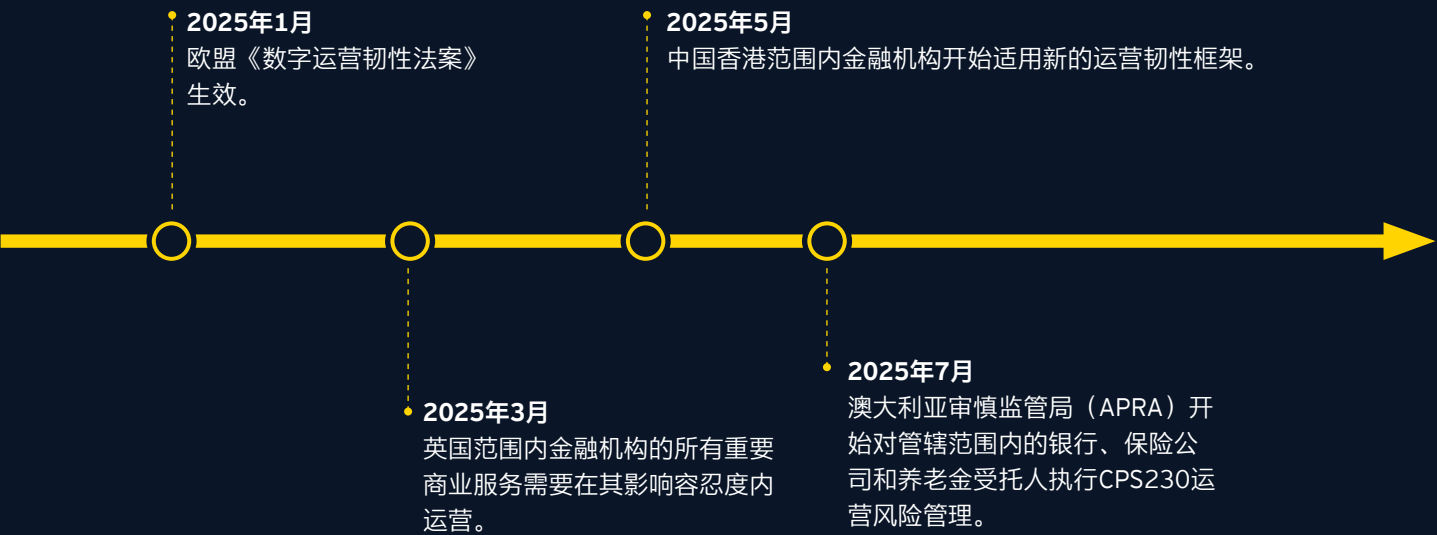 2025年1月
欧盟《数字运营韧性法案》
生效。
2025年5月
中国香港范围内金融机构开始适用新的运营韧性框架。
2025年3月
英国范围内金融机构的所有重要
商业服务需要在其影响容忍度内
运营。
2025年7月
澳大利亚审慎监管局（APRA）开
始对管辖范围内的银行、保险公
司和养老金受托人执行CPS230运
营风险管理。